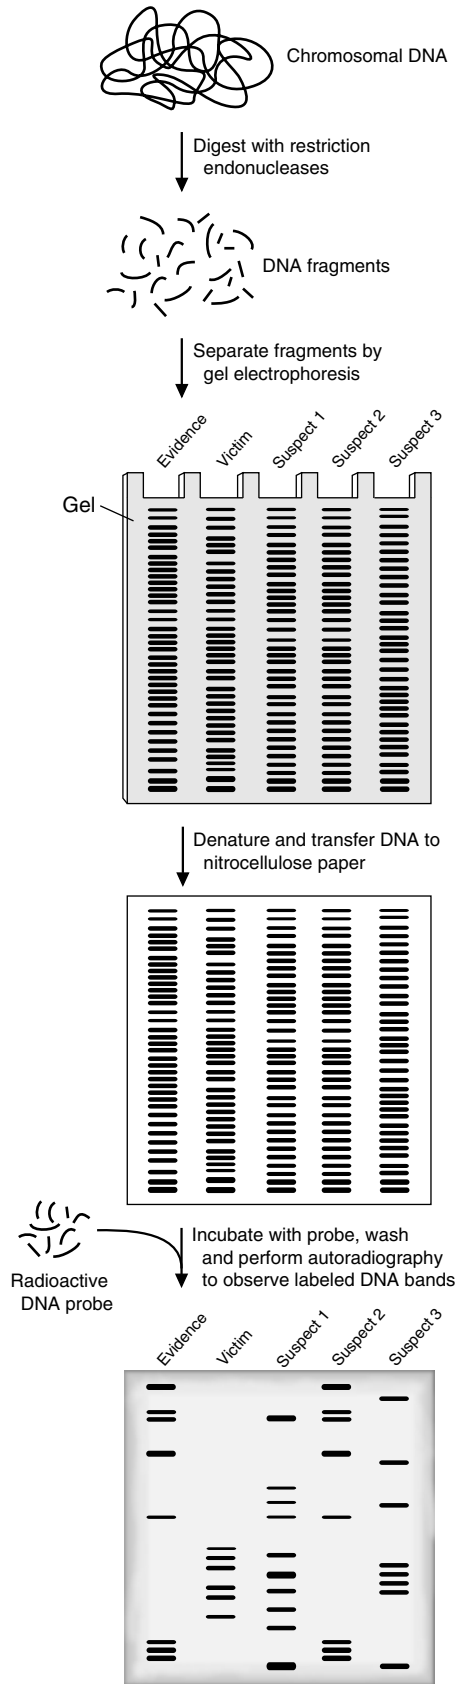 Chromosomal DNA
Digest with restriction
endonucleases
DNA fragments
Separate fragments by
gel electrophoresis
Evidence
Victim
Suspect 1
Suspect 2
Suspect 3
Gel
Denature and transfer DNA to
nitrocellulose paper
Radioactive
DNA probe
Incubate with probe, wash
and perform autoradiography
to observe labeled DNA bands
Evidence
Victim
Suspect 1
Suspect 2
Suspect 3